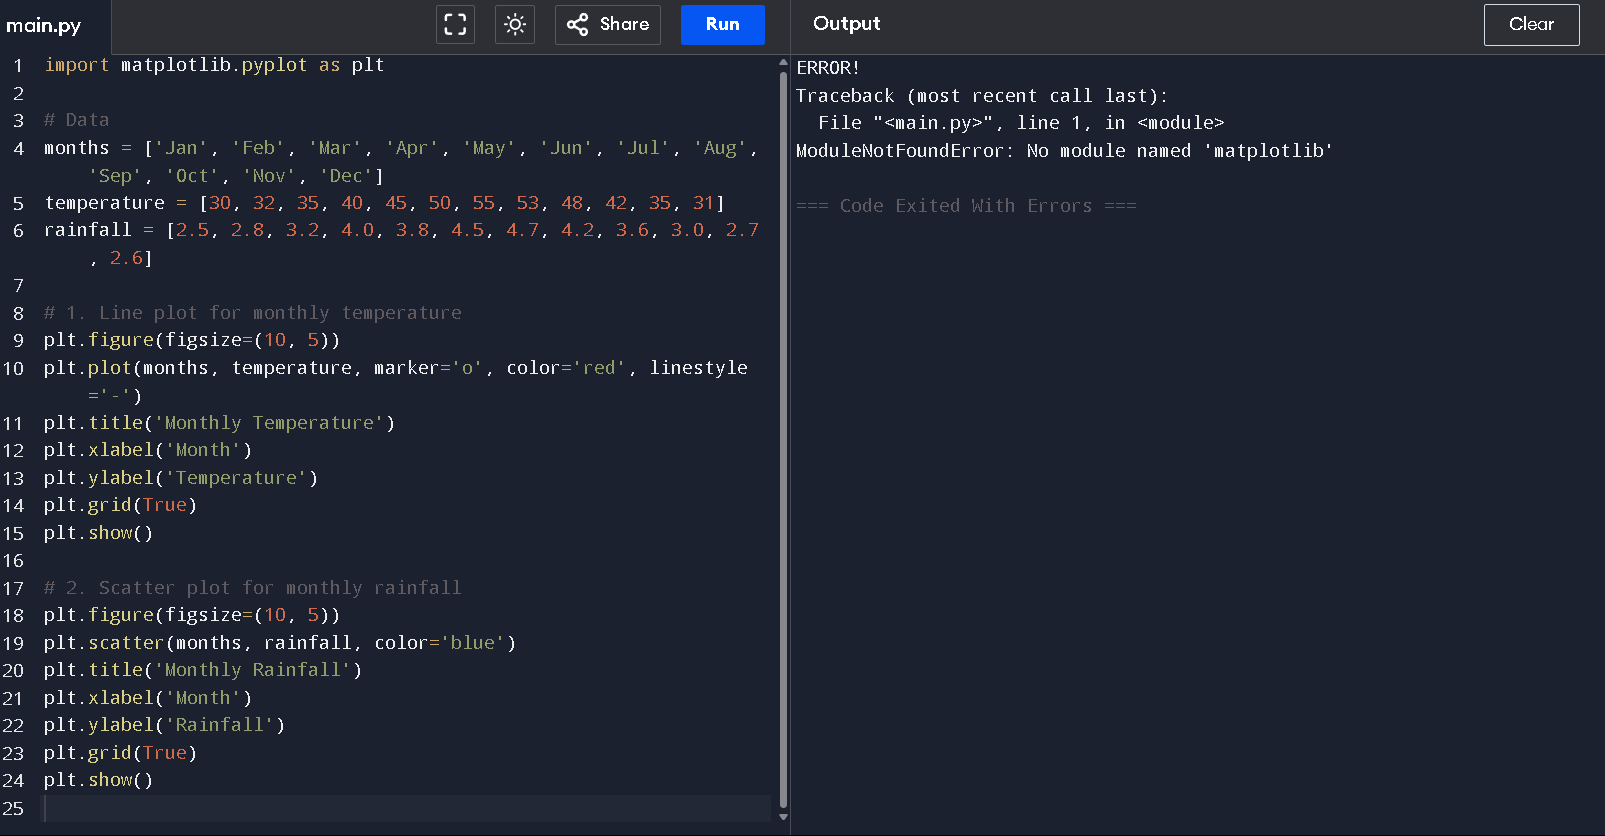 main.py
Share
Run
Output
Clear
1 import matplotlib.pyplot as plt
2
3 # Data
4 months = ['Jan', 'Feb', 'Mar', 'Apr', 'May', 'Jun', 'Jul', 'Aug',
'Sep', 'Oct', 'Nov', 'Dec']
5 temperature = [30, 32, 35, 40, 45, 50, 55, 53, 48, 42, 35, 31]
6 rainfall = [2.5, 2.8, 3.2, 4.0, 3.8, 4.5, 4.7, 4.2, 3.6, 3.0, 2.7
, 2.6]
7
8 # 1. Line plot for monthly temperature
9 plt.figure(figsize=(10, 5))
10 plt.plot(months, temperature, marker='o', color='red', linestyle
='-')
11 plt.title('Monthly Temperature')
12 plt.xlabel('Month')
13 plt.ylabel('Temperature')
14 plt.grid(True)
15 plt.show()
16
17 # 2. Scatter plot for monthly rainfall
18 plt.figure(figsize=(10, 5))
19 plt.scatter(months, rainfall, color='blue')
20 plt.title('Monthly Rainfall')
21 plt.xlabel('Month')
22 plt.ylabel('Rainfall')
23 plt.grid(True)
24 plt.show()
25
ERROR!
Traceback (most recent call last):
  File "<main.py>", line 1, in <module>
ModuleNotFoundError: No module named 'matplotlib'
=== Code Exited With Errors ===